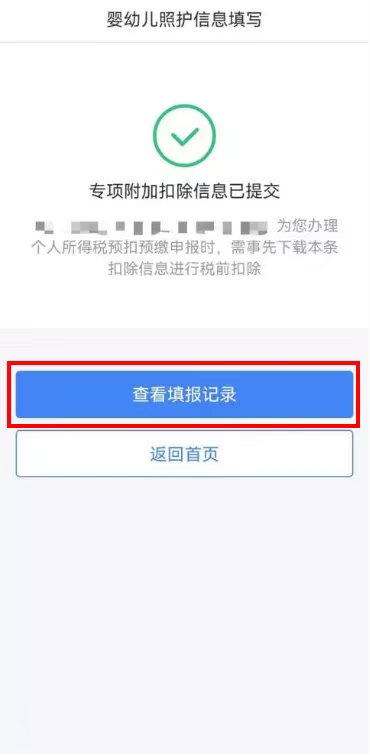 婴幼儿照护信息填写
专项附加扣除信息已提交
为您办理
个人所得税预扣预缴申报时，需事先下载本条
扣除信息进行税前扣除
查看填报记录
返回首页